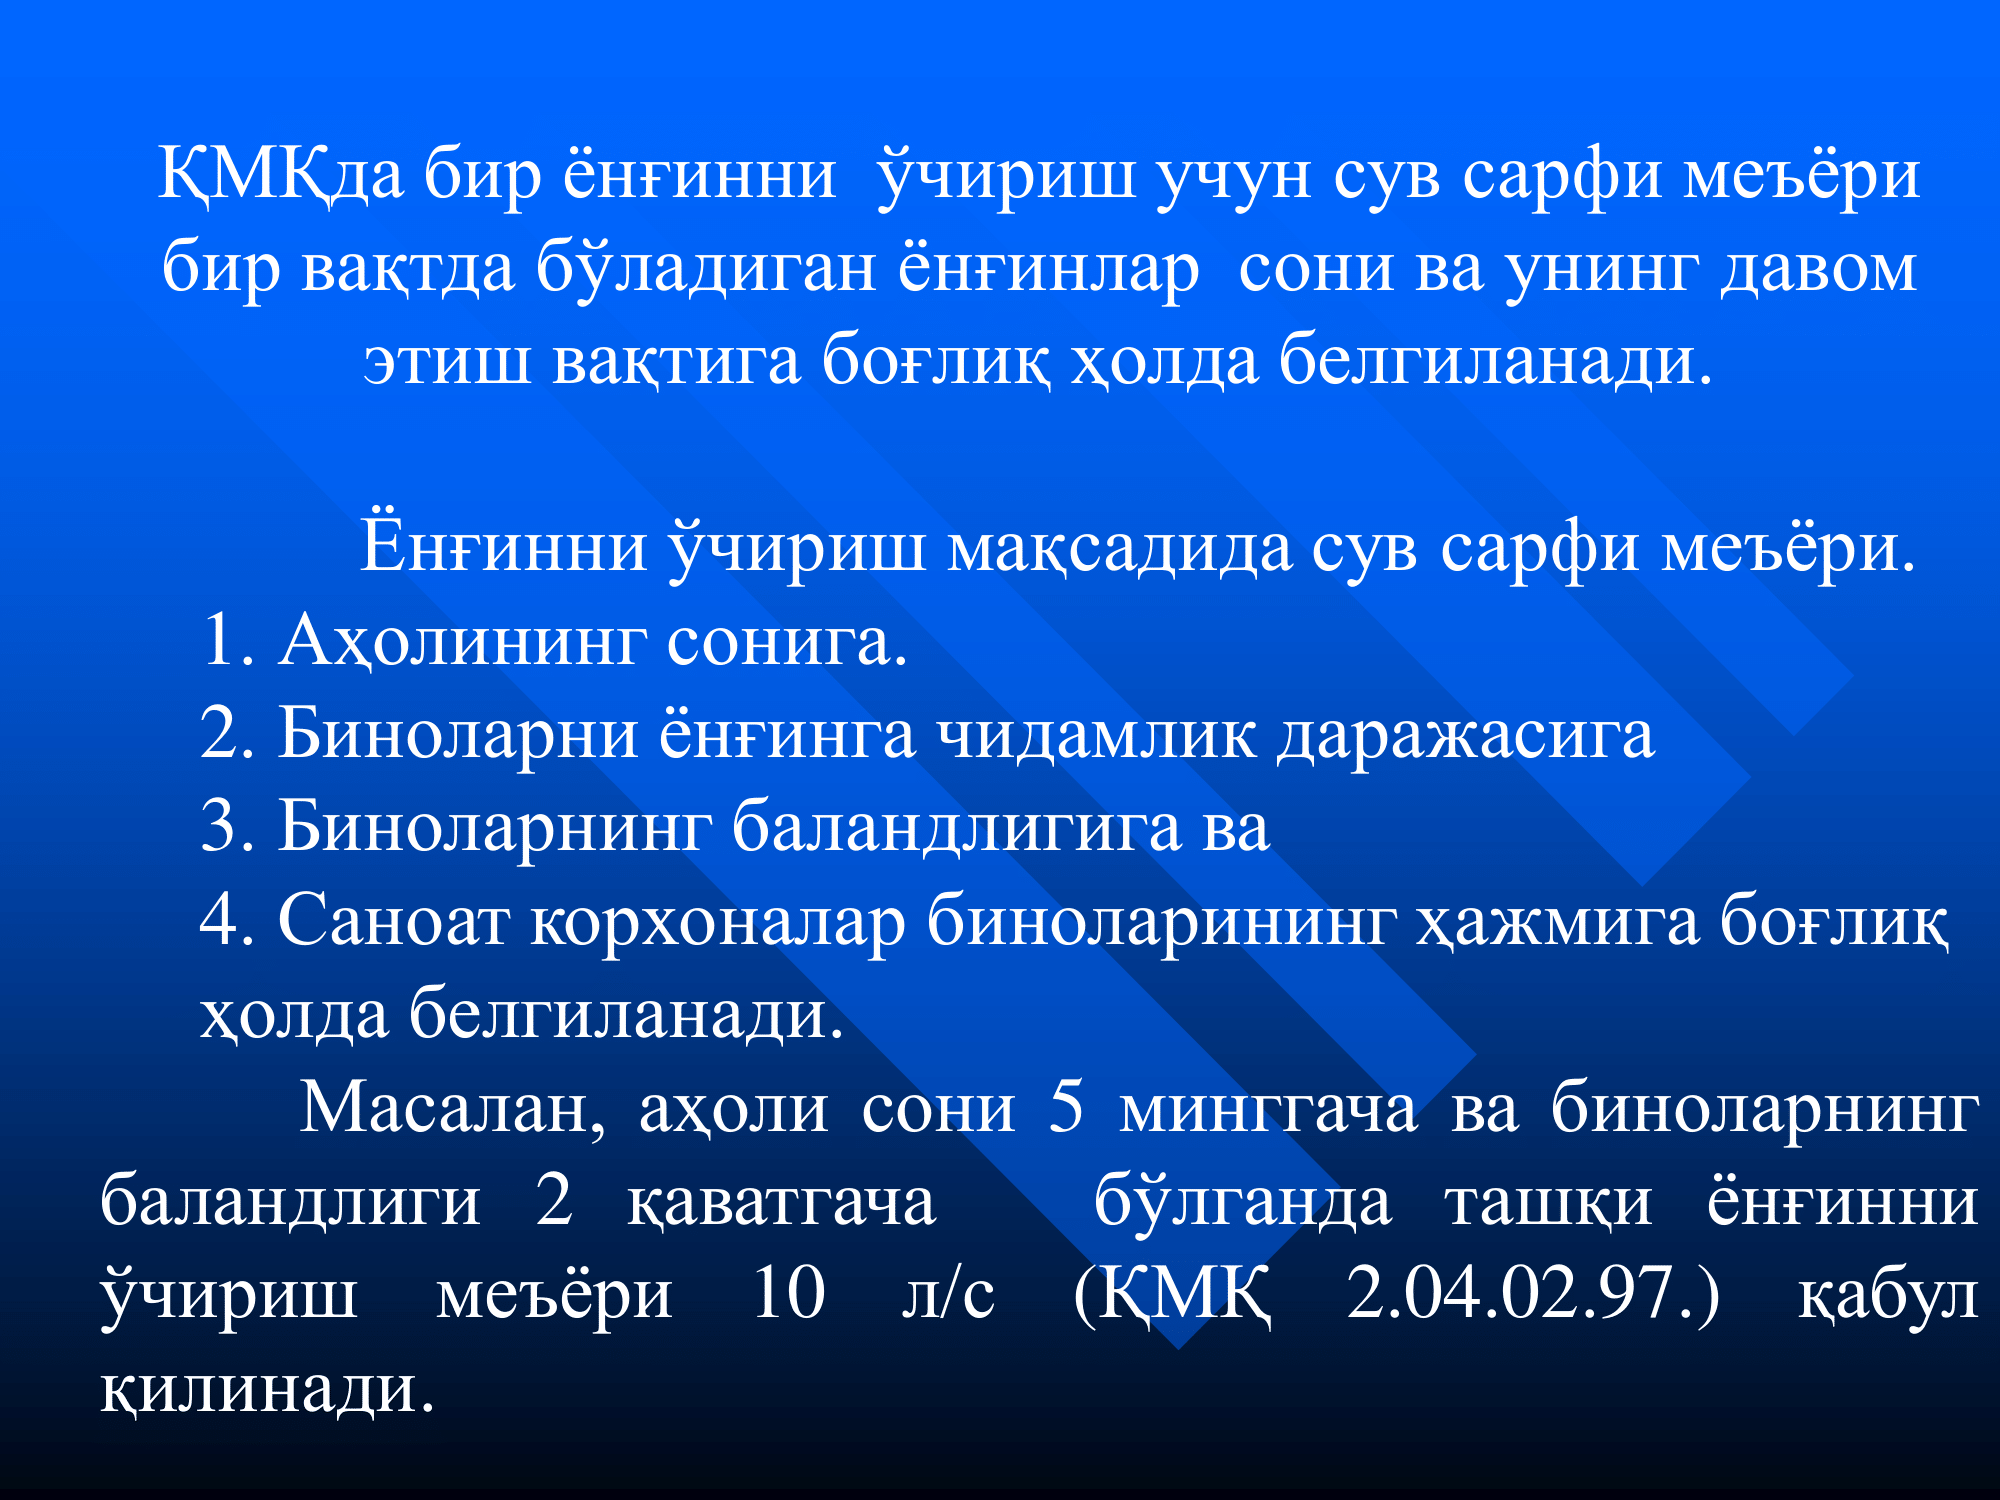 ҚМҚда бир ёнғинни ўчириш учун сув сарфи меъёри
бир вақтда бўладиган ёнғинлар сони ва унинг давом
этиш вақтига боғлиқ ҳолда белгиланади.
Ёнғинни ўчириш мақсадида сув сарфи меъёри.
1. Аҳолининг сонига.
2. Биноларни ёнғинга чидамлик даражасига
3. Биноларнинг баландлигига ва
4. Саноат корхоналар биноларининг ҳажмига боғлиқ
ҳолда белгиланади.
Масалан, аҳоли сони 5 минггача ва биноларнинг
баландлиги 2 қаватгача бўлганда ташқи ёнғинни
ўчириш меъёри 10 л/с (ҚМҚ 2.04.02.97.) қабул
қилинади.